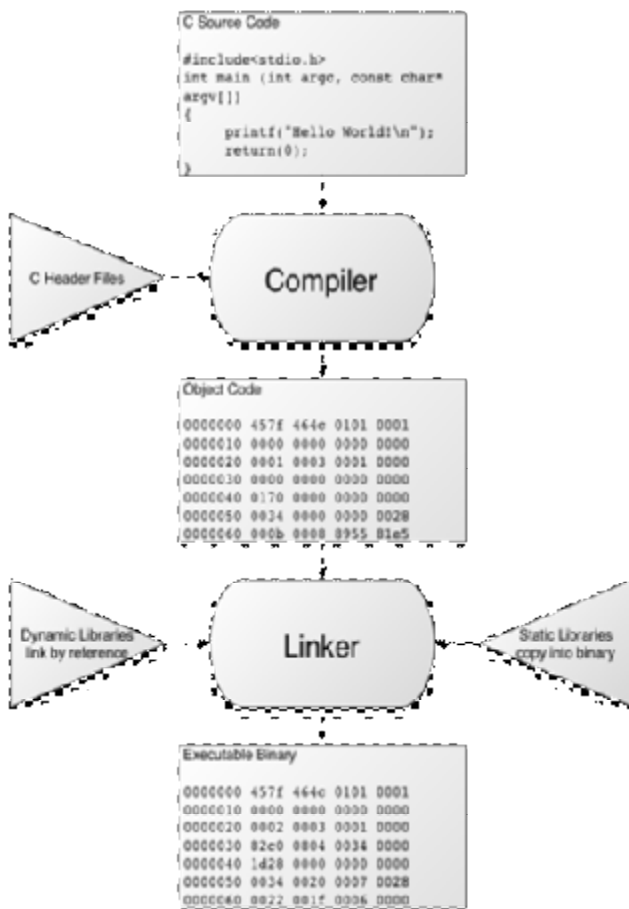 C Source Code
#include<stdio.h>
int main (int argc, const char*
argv[])
{
printf("Hello World!\n");
return(0);
}
C Header Files
Compiler
Object Code
0000000 457f 464c 0101 0001
0000010 0000 0000 0000 0000
0000020 0001 0003 0001 0000
0000030 0000 0000 0000 0000
0000040 0170 0000 0000 0000
0000050 0034 0000 0000 0028
0000060 000b 0008 8955 81e5
Dynamic Libraries
link by reference
Linker
Static Libraries
copy into binary
Executable Binary
0000000 457f 464c 0101 0001
0000010 0000 0000 0000 0000
0000020 0002 0003 0001 0000
0000030 82c0 0804 0034 0000
0000040 1d28 0000 0000 0000
0000050 0034 0020 0007 0028
0000060 0022 001f 0006 0000